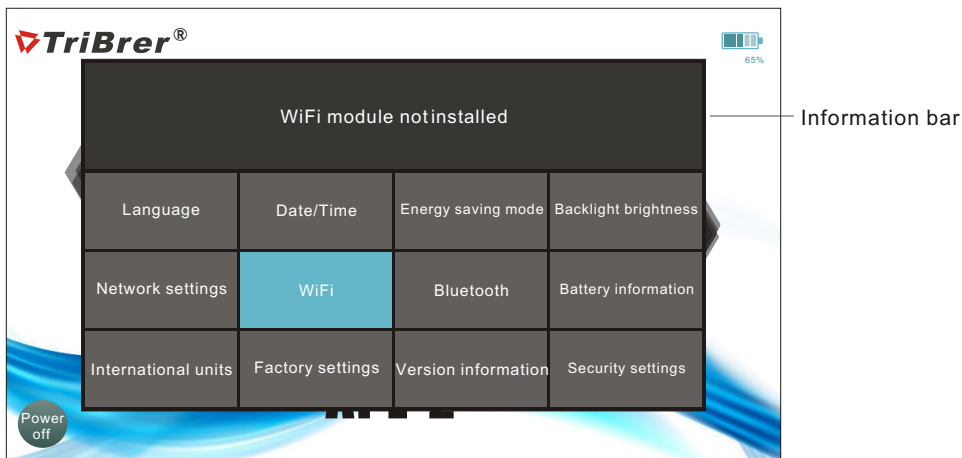 TriBrer®
65%
WiFi module not installed
Information bar
Language
Date/Time
Energy saving mode
Backlight brightness
Network settings
WiFi
Bluetooth
Battery information
International units
Factory settings
Version information
Security settings
Power
off